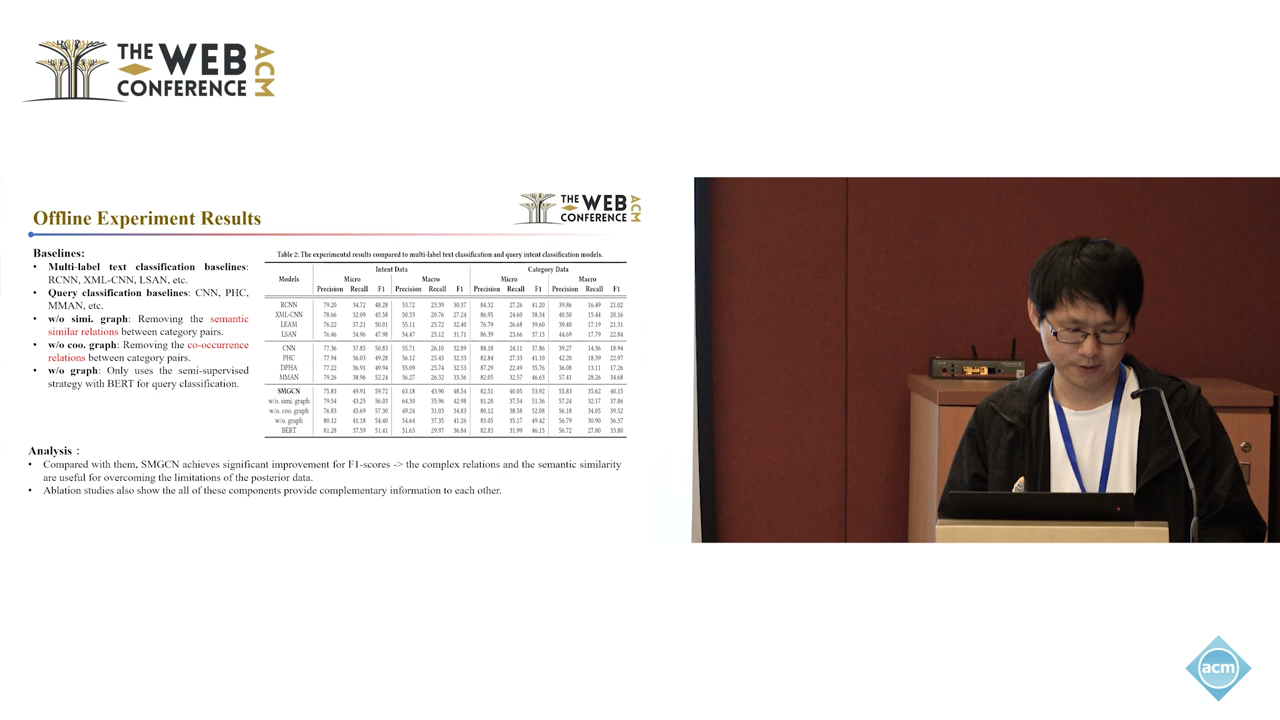 THE WEB CONFERENCE ACM
THE WEB CONFERENCE ACM
Offline Experiment Results
Baselines:
• Multi-label text classification baselines:
RCNN, XML-CNN, LSAN, etc.
• Query classification baselines: CNN, PHC,
MMAN, etc.
• w/o simi. graph: Removing the semantic
similar relations between category pairs.
• w/o coo. graph: Removing the co-occurrence
relations between category pairs.
• w/o graph: Only uses the semi-supervised
strategy with BERT for query classification.
Table 2: The experimental results compared to multi-label text classification and query intent classification models.
Intent Data Category Data
Models Micro Macro Micro Macro
Precision Recall F1 Precision Recall F1 Precision Recall F1 Precision Recall F1
RCNN 79.20 34.72 48.28 53.72 23.39 30.37 84.32 27.26 41.20 39.86 16.49 21.02
XML-CNN 78.66 32.09 45.58 50.33 20.76 27.24 86.95 24.60 38.34 40.50 15.44 20.16
LEAM 76.22 37.21 50.01 55.11 25.72 32.40 76.79 26.68 39.60 39.40 17.19 21.31
LSAN 76.46 34.96 47.98 54.47 25.12 31.71 86.39 23.66 37.15 44.69 17.79 22.84
CNN 77.36 37.85 50.83 55.71 26.10 32.89 88.18 24.11 37.86 39.27 14.36 18.94
PHC 77.94 36.03 49.28 56.12 25.43 32.33 82.84 27.33 41.10 42.20 18.39 22.97
DPHA 77.22 36.91 49.94 55.09 25.74 32.53 87.29 22.49 35.76 36.08 13.11 17.26
MMAN 79.26 38.96 52.24 56.27 26.32 33.36 82.05 32.57 46.63 57.41 28.26 34.68
SMGCN 75.83 49.91 59.72 63.18 43.90 48.54 82.51 40.05 53.92 55.83 35.62 40.15
w/o. simi. graph 79.54 43.25 56.03 64.30 35.96 42.98 81.28 37.54 51.36 57.24 32.17 37.86
w/o. coo. graph 76.83 45.69 57.30 49.24 31.03 34.83 80.12 38.58 52.08 56.18 34.05 39.52
w/o. graph 80.12 41.18 54.40 54.64 37.35 41.26 83.05 35.17 49.42 56.79 30.90 36.37
BERT 81.28 37.59 51.41 51.63 29.97 36.84 82.83 31.99 46.15 56.72 27.80 33.80
Analysis :
• Compared with them, SMGCN achieves significant improvement for F1-scores -> the complex relations and the semantic similarity
are useful for overcoming the limitations of the posterior data.
• Ablation studies also show the all of these components provide complementary information to each other.
acm